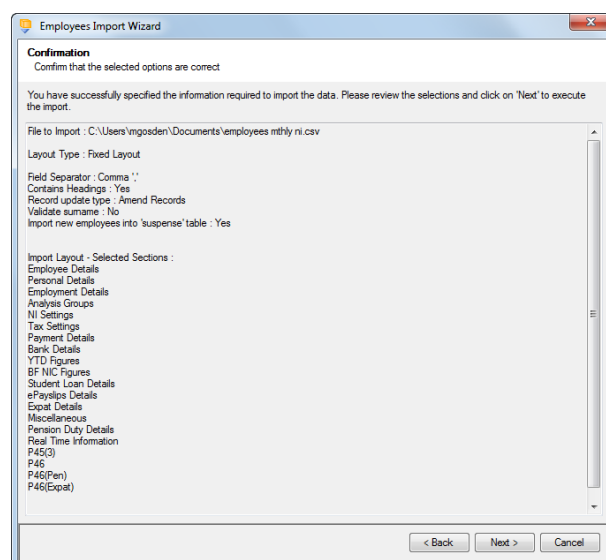 Employees Import Wizard
Confirmation
Comfirm that the selected options are correct
You have successfully specified the information required to import the data. Please review the selections and click on 'Next' to execute
the import.
File to Import : C:\Users\mgosden\Documents\employees mthly ni.csv
Layout Type : Fixed Layout
Field Separator : Comma ','
Contains Headings : Yes
Record update type : Amend Records
Validate surname : No
Import new employees into 'suspense' table : Yes
Import Layout - Selected Sections :
Employee Details
Personal Details
Employment Details
Analysis Groups
NI Settings
Tax Settings
Payment Details
Bank Details
YTD Figures
BF NIC Figures
Student Loan Details
ePayslips Details
Expat Details
Miscellaneous
Pension Duty Details
Real Time Information
P45(3)
P46
P46(Pen)
P46(Expat)
< Back Next > Cancel